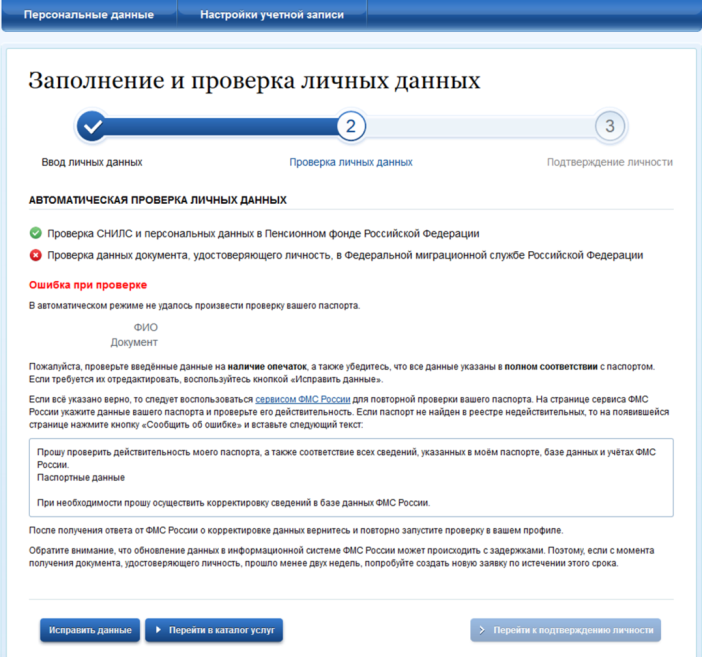 Персональные данные
Настройки учетной записи
Заполнение и проверка личных данных
2
3
Ввод личных данных
Проверка личных данных
Подтверждение личности
АВТОМАТИЧЕСКАЯ ПРОВЕРКА ЛИЧНЫХ ДАННЫХ
Проверка СНИЛС и персональных данных в Пенсионном фонде Российской Федерации
Проверка данных документа, удостоверяющего личность, в Федеральной миграционной службе Российской Федерации
Ошибка при проверке
В автоматическом режиме не удалось произвести проверку вашего паспорта.
ФИО
Документ
Пожалуйста, проверьте введённые данные на наличие опечаток, а также убедитесь, что все данные указаны в полном соответствии с паспортом.
Если требуется их отредактировать, воспользуйтесь кнопкой «Исправить данные».
Если всё указано верно, то следует воспользоваться сервисом ФМС России для повторной проверки вашего паспорта. На странице сервиса ФМС
России укажите данные вашего паспорта и проверьте его действительность. Если паспорт не найден в реестре недействительных, то на появившейся
странице нажмите кнопку «Сообщить об ошибке» и вставьте следующий текст:
Прошу проверить действительность моего паспорта, а также соответствие всех сведений, указанных в моём паспорте, базе данных и учётах ФМС
России.
Паспортные данные
При необходимости прошу осуществить корректировку сведений в базе данных ФМС России.
После получения ответа от ФМС России о корректировке данных вернитесь и повторно запустите проверку в вашем профиле.
Обратите внимание, что обновление данных в информационной системе ФМС России может происходить с задержками. Поэтому, если с момента
получения документа, удостоверяющего личность, прошло менее двух недель, попробуйте создать новую заявку по истечении этого срока.
Исправить данные
Перейти в каталог услуг
Перейти к подтверждению личности